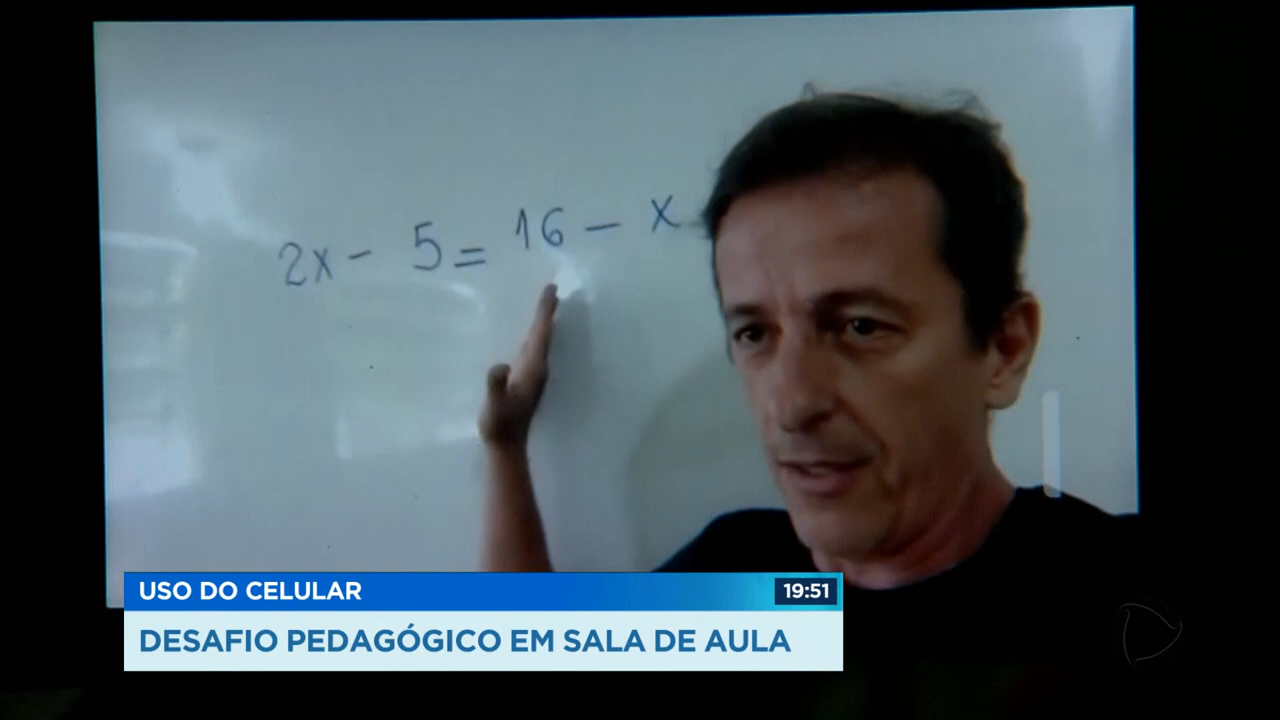 2x - 5 = 16 - x
USO DO CELULAR
19:51
DESAFIO PEDAGÓGICO EM SALA DE AULA